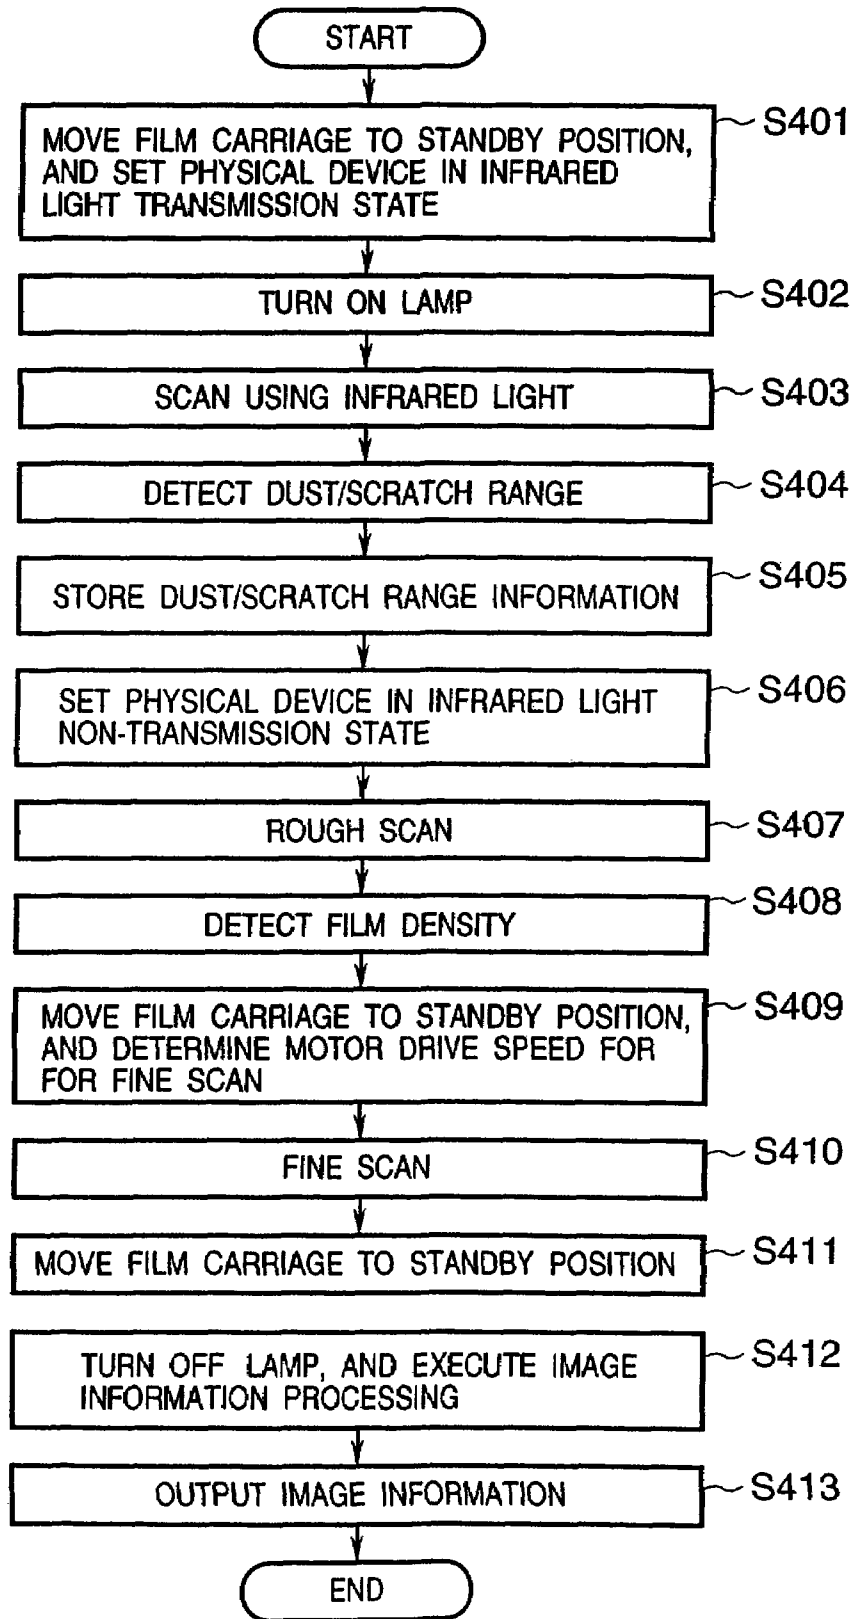 START
MOVE FILM CARRIAGE TO STANDBY POSITION,
AND SET PHYSICAL DEVICE IN INFRARED
LIGHT TRANSMISSION STATE
S401
TURN ON LAMP
S402
SCAN USING INFRARED LIGHT
S403
DETECT DUST/SCRATCH RANGE
S404
STORE DUST/SCRATCH RANGE INFORMATION
S405
SET PHYSICAL DEVICE IN INFRARED LIGHT
NON-TRANSMISSION STATE
S406
ROUGH SCAN
S407
DETECT FILM DENSITY
S408
MOVE FILM CARRIAGE TO STANDBY POSITION,
AND DETERMINE MOTOR DRIVE SPEED FOR
FOR FINE SCAN
S409
FINE SCAN
S410
MOVE FILM CARRIAGE TO STANDBY POSITION
S411
TURN OFF LAMP, AND EXECUTE IMAGE
INFORMATION PROCESSING
S412
OUTPUT IMAGE INFORMATION
S413
END